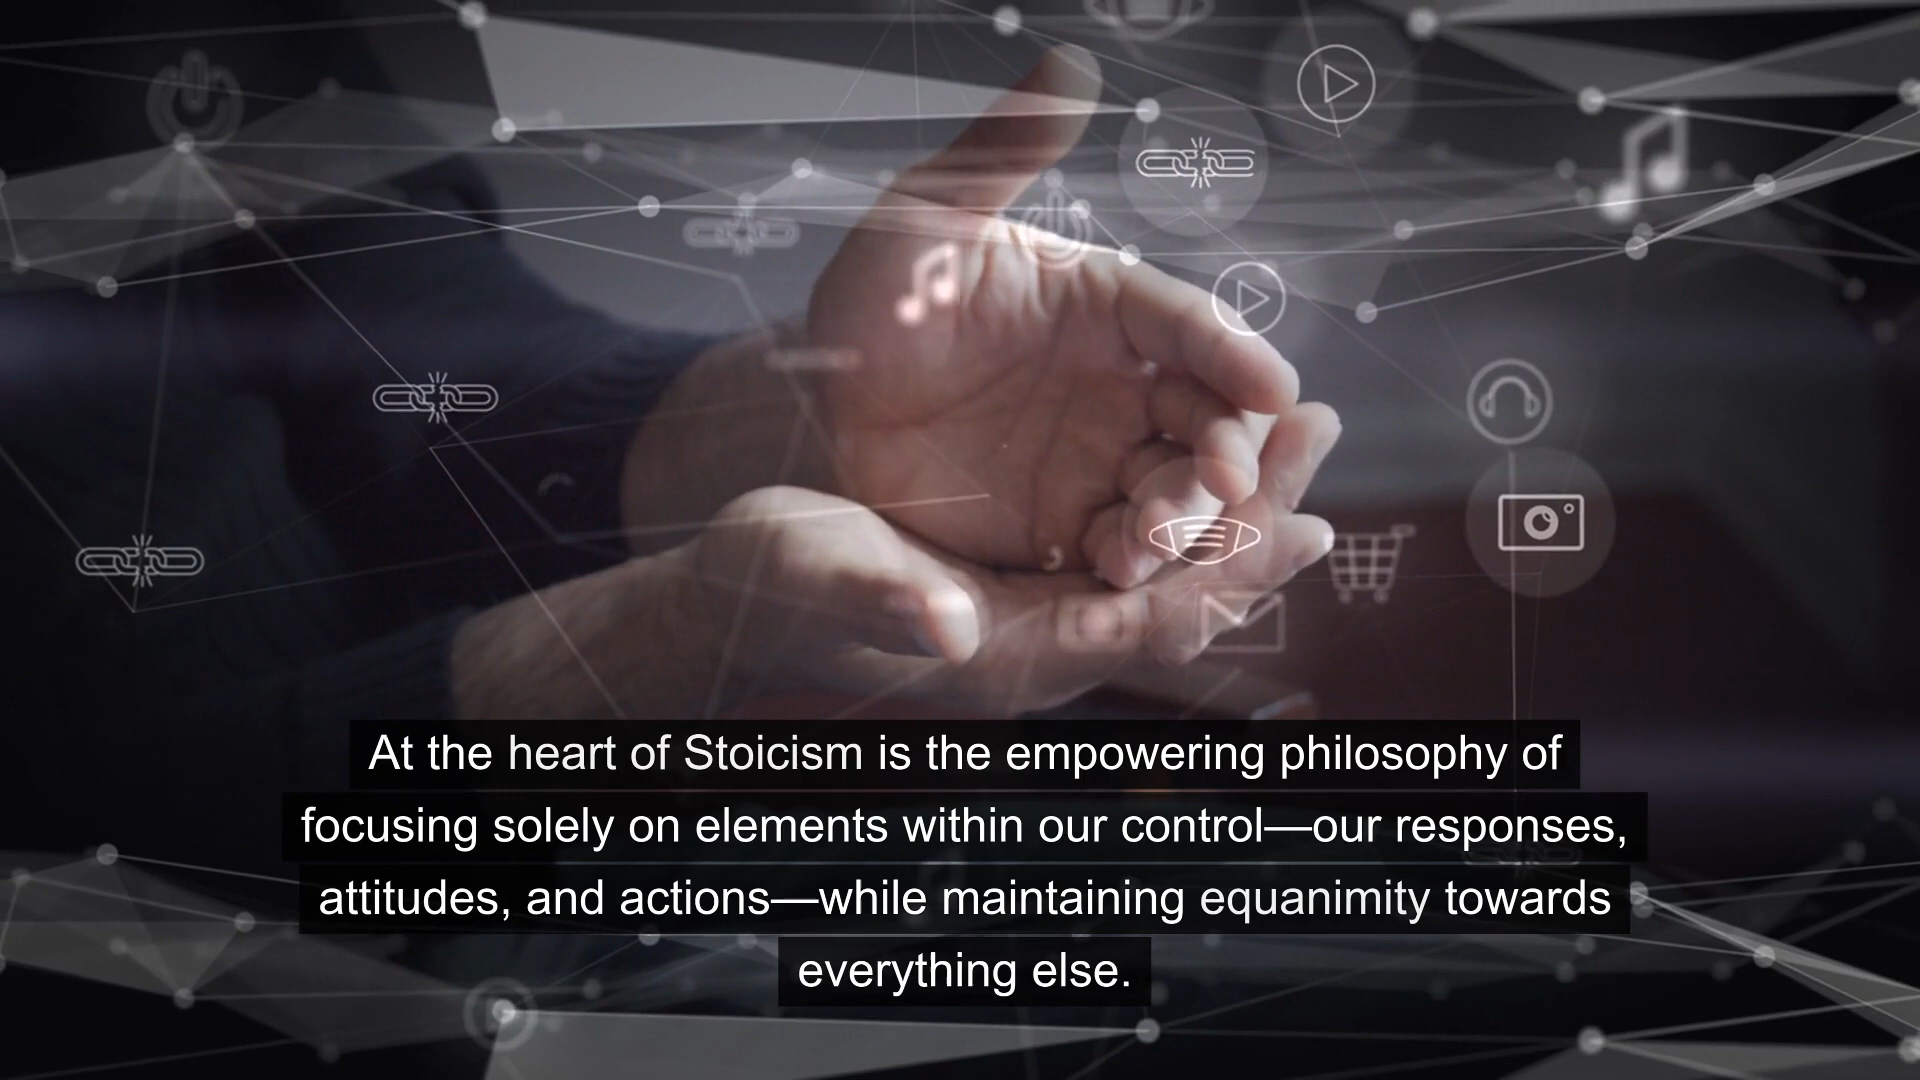 At the heart of Stoicism is the empowering philosophy of
focusing solely on elements within our control—our responses,
attitudes, and actions—while maintaining equanimity towards
everything else.